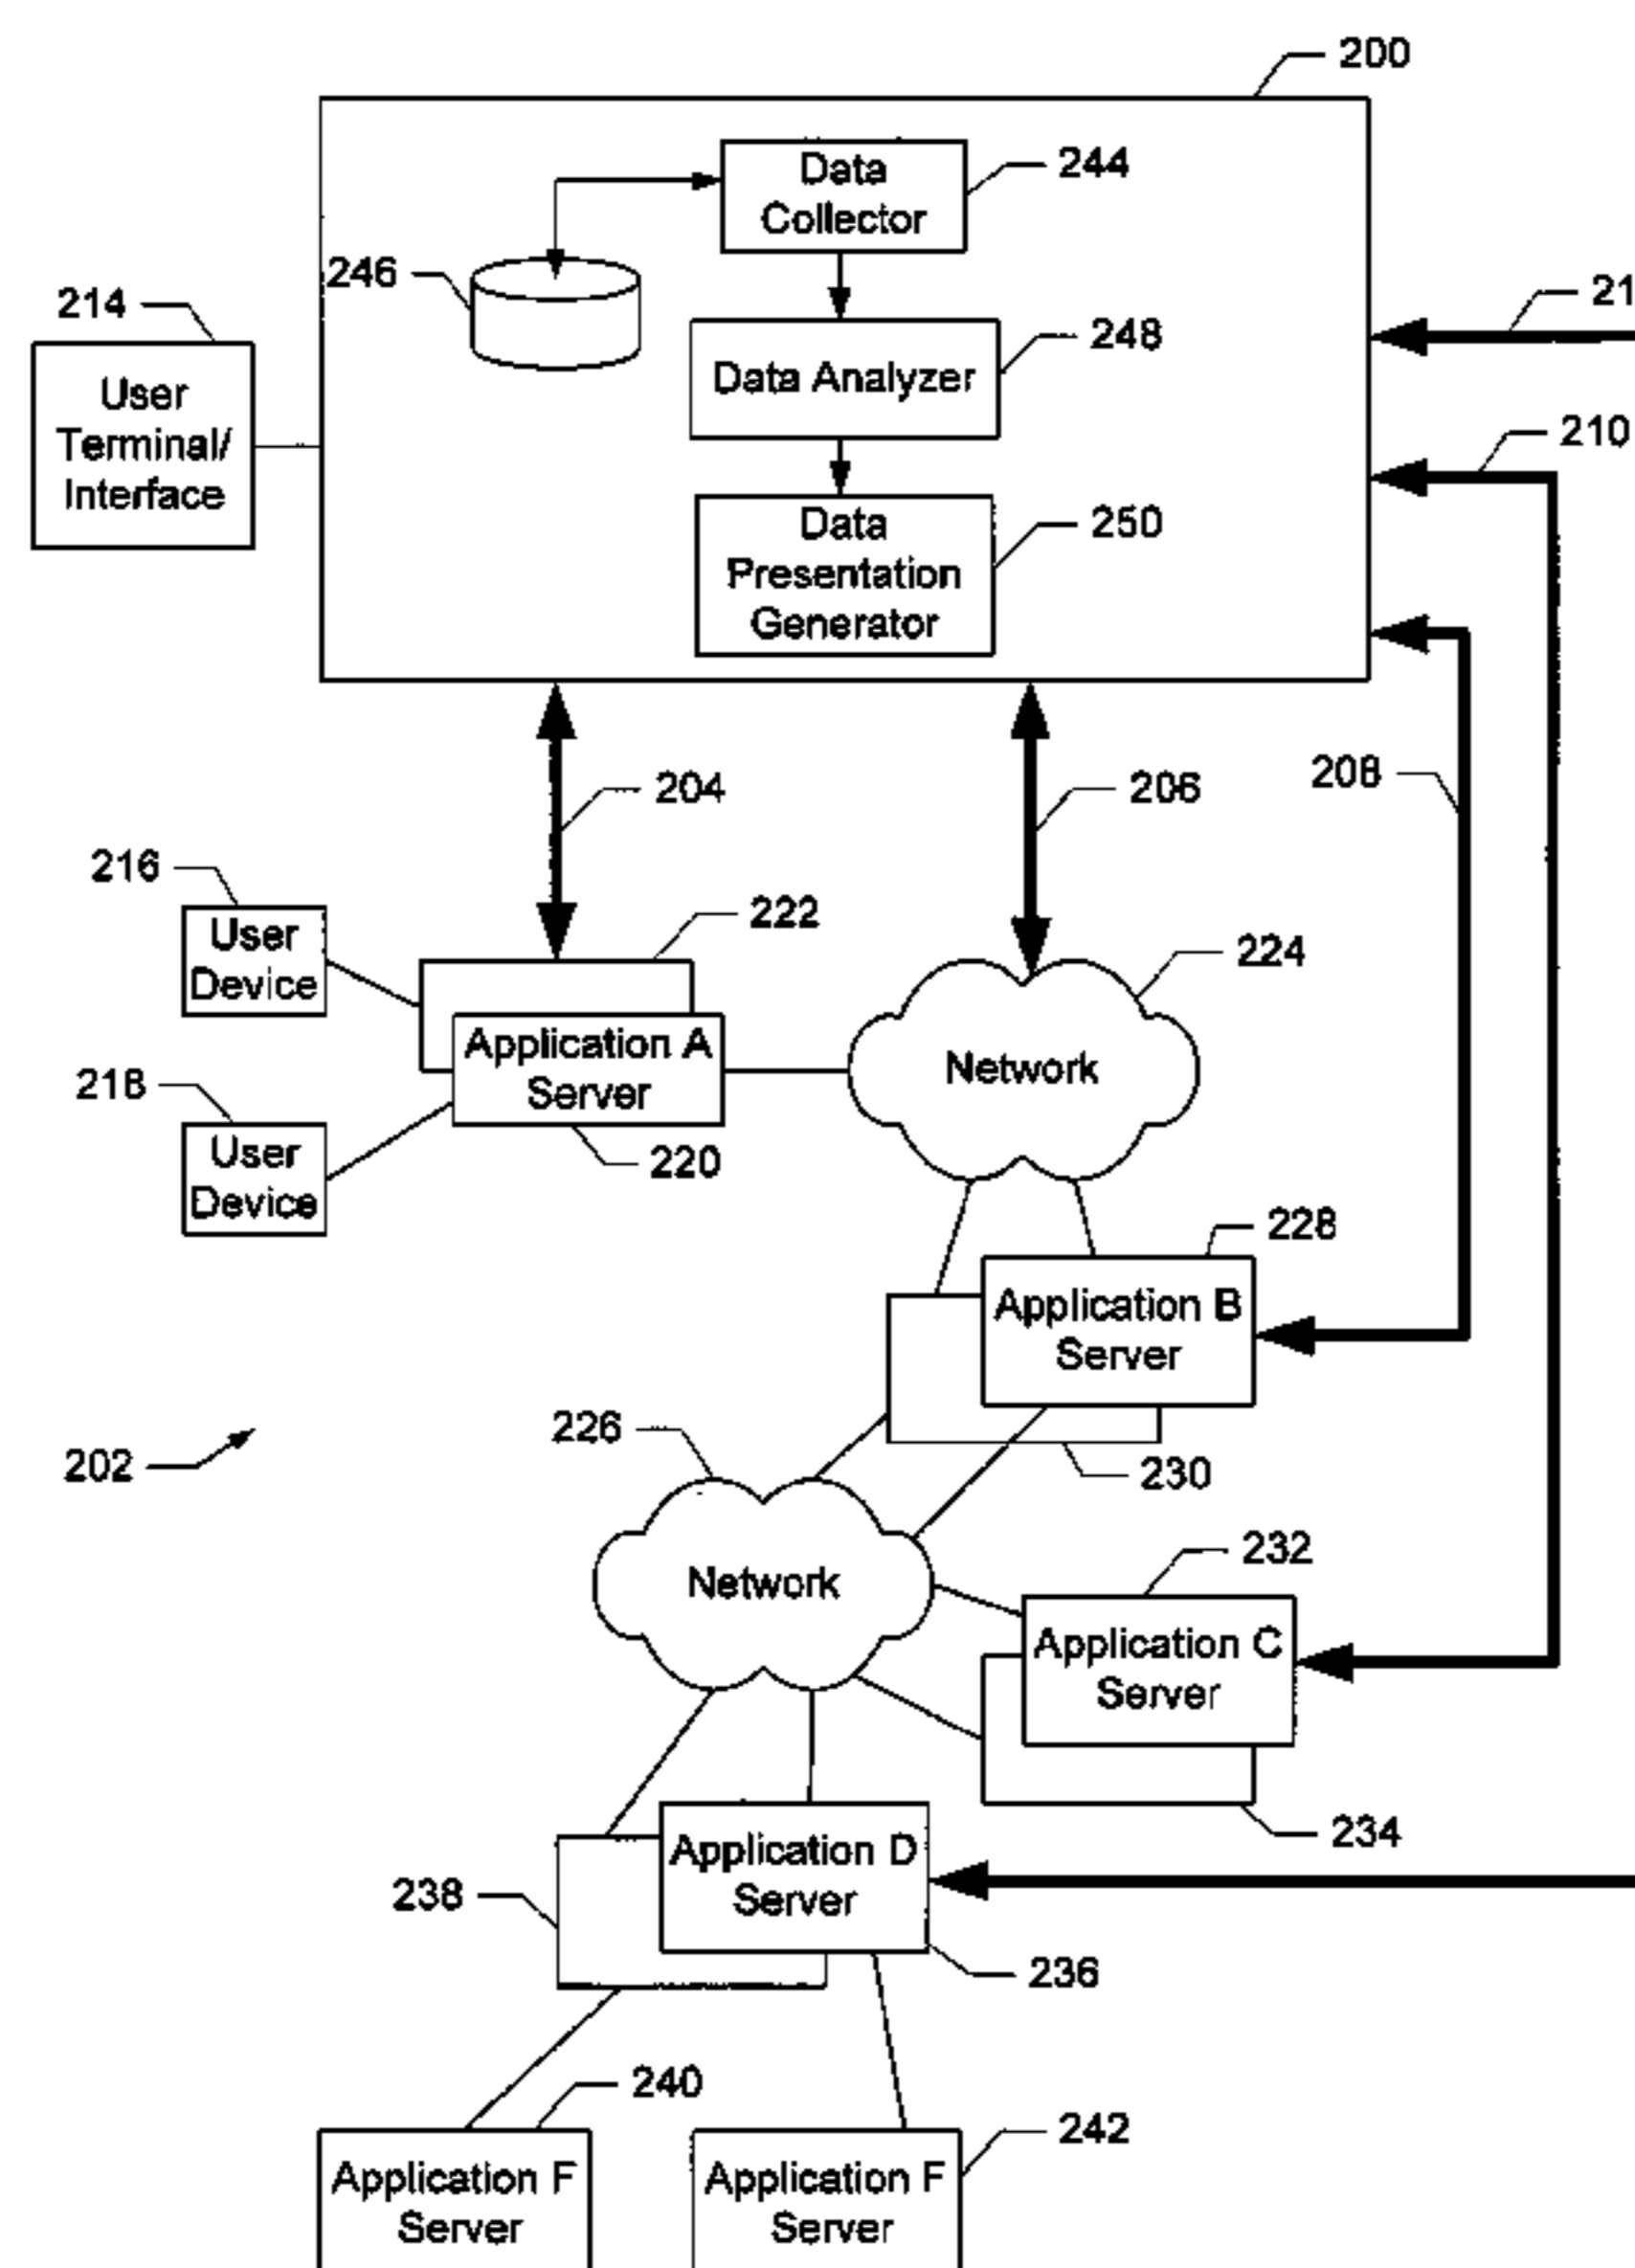 200
Data
Collector
244
246
214
21
User
Terminal/
Interface
Data Analyzer
248
210
Data
Presentation
Generator
250
204
206
208
216
222
224
User
Device
Application A
Server
Network
218
220
User
Device
228
Application B
Server
226
202
230
Network
232
Application C
Server
234
Application D
Server
238
236
240
242
Application F
Server
Application F
Server